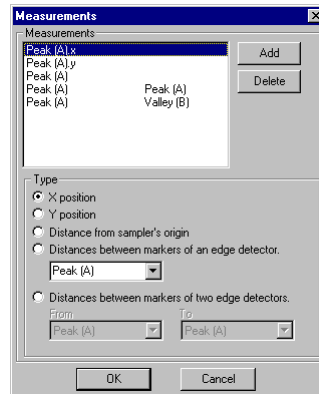 Measurements
Measurements
Peak (A).x
Peak (A).y
Peak (A)
Peak (A) Peak (A)
Peak (A) Valley (B)
Add
Delete
Type
X position
Y position
Distance from sampler's origin
Distances between markers of an edge detector.
Peak (A)
Distances between markers of two edge detectors.
From To
Peak (A) Peak (A)
OK Cancel